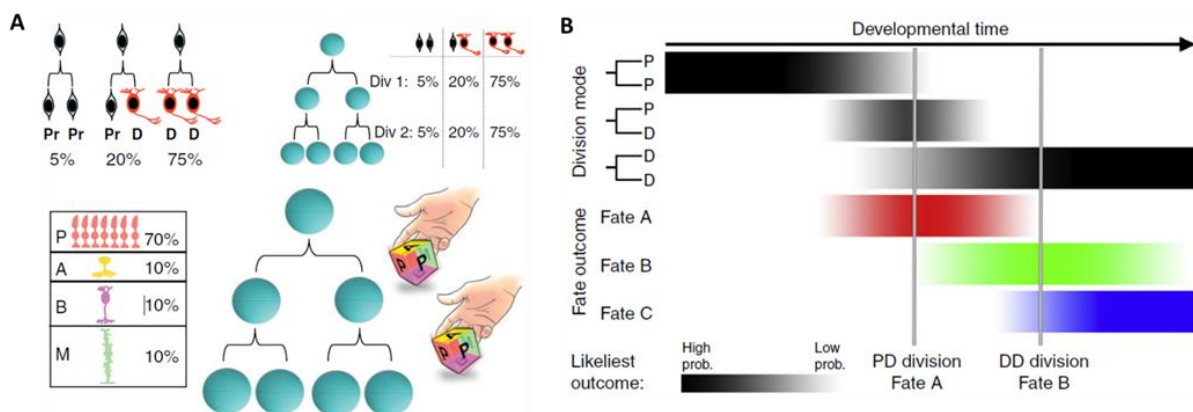 A
Pr Pr Pr D D D
5% 20% 75%
Div 1: 5% 20% 75%
Div 2: 5% 20% 75%
P 70%
A 10%
B 10%
M 10%
P
P
B
Developmental time
Division mode
P
P
P
D
D
D
Fate outcome
Fate A
Fate B
Fate C
Likeliest outcome:
High prob.
Low prob.
PD division
Fate A
DD division
Fate B